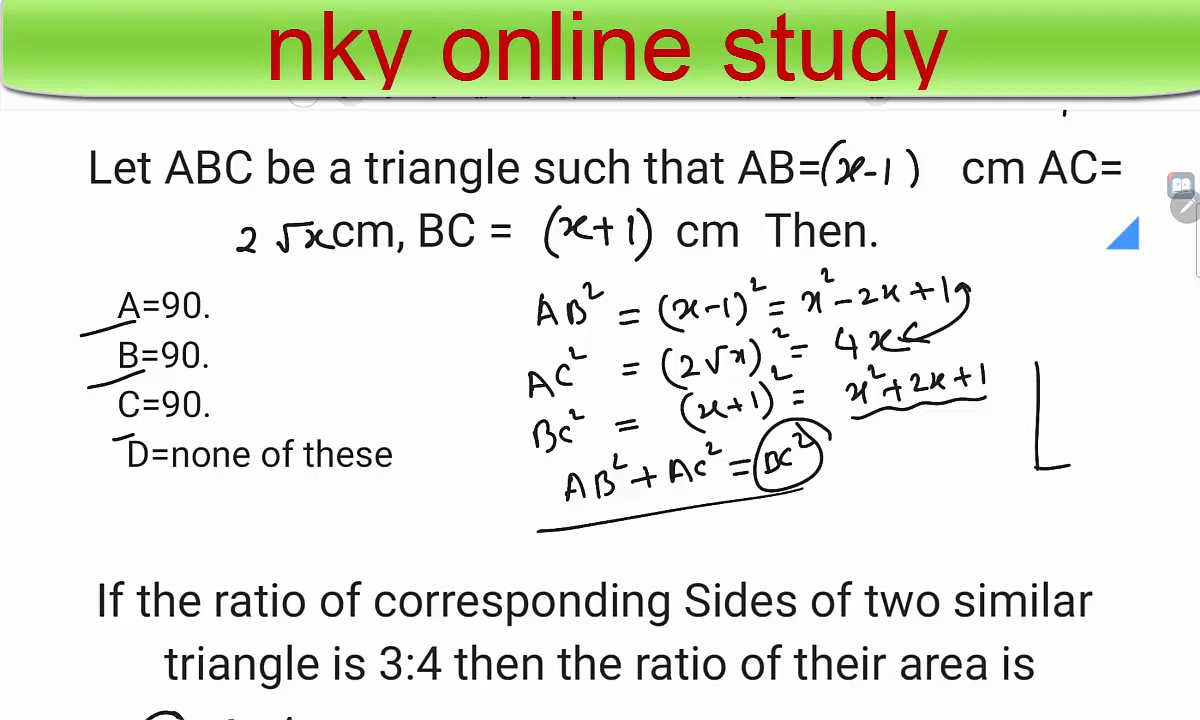 nky online study
Let ABC be a triangle such that AB=(x-1) cm AC=
2√x cm, BC = (x+1) cm Then.
A=90.
B=90.
C=90.
D=none of these
AB² = (x-1)² = x²-2x+1
AC² = (2√x)² = 4x
BC² = (x+1)² = x²+2x+1
AB²+AC² = BC²
If the ratio of corresponding Sides of two similar
triangle is 3:4 then the ratio of their area is